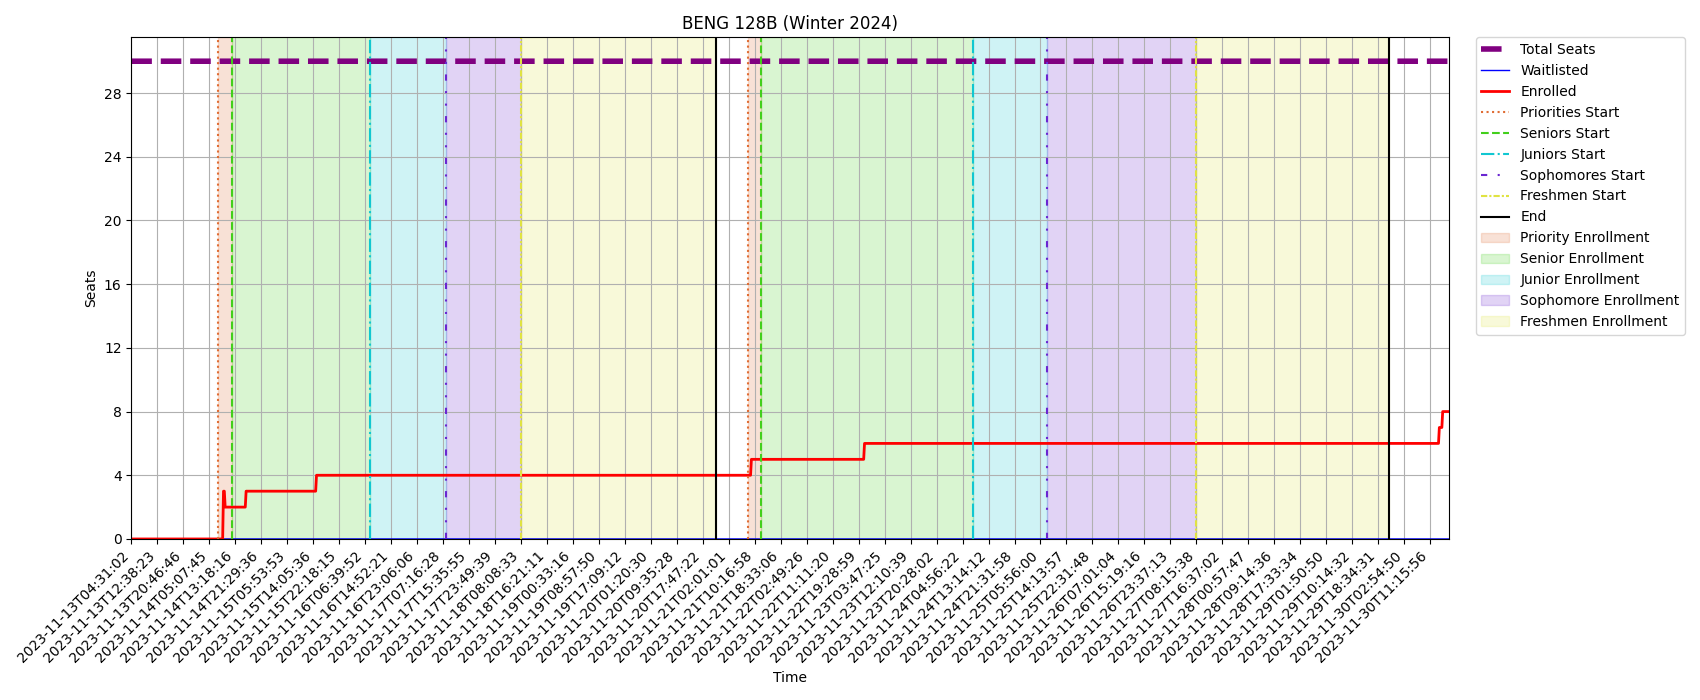 BENG 128B (Winter 2024)
Seats
28
24
20
16
12
8
4
0
2023-11-13T04:31:02
2023-11-13T12:38:23
2023-11-13T20:46:46
2023-11-14T05:07:45
2023-11-14T13:18:16
2023-11-14T21:29:36
2023-11-15T05:53:53
2023-11-15T14:05:36
2023-11-15T22:18:15
2023-11-16T06:39:52
2023-11-16T14:52:21
2023-11-16T23:06:06
2023-11-17T07:16:28
2023-11-17T15:35:55
2023-11-17T23:49:39
2023-11-18T08:08:33
2023-11-18T16:21:11
2023-11-19T00:33:16
2023-11-19T08:57:50
2023-11-19T17:09:12
2023-11-20T01:20:30
2023-11-20T09:35:28
2023-11-20T17:47:22
2023-11-21T02:01:01
2023-11-21T10:16:58
2023-11-21T18:33:06
2023-11-22T02:49:26
2023-11-22T11:11:20
2023-11-22T19:28:59
2023-11-23T03:47:25
2023-11-23T12:10:39
2023-11-23T20:28:02
2023-11-24T04:56:22
2023-11-24T13:14:12
2023-11-24T21:31:58
2023-11-25T05:56:00
2023-11-25T14:13:57
2023-11-25T22:31:48
2023-11-26T07:01:04
2023-11-26T15:19:16
2023-11-26T23:37:13
2023-11-27T08:15:38
2023-11-27T16:37:02
2023-11-28T00:57:47
2023-11-28T09:14:36
2023-11-28T17:33:34
2023-11-29T01:50:50
2023-11-29T10:14:32
2023-11-29T18:34:31
2023-11-30T02:54:50
2023-11-30T11:15:56
Time
Total Seats
Waitlisted
Enrolled
Priorities Start
Seniors Start
Juniors Start
Sophomores Start
Freshmen Start
End
Priority Enrollment
Senior Enrollment
Junior Enrollment
Sophomore Enrollment
Freshmen Enrollment